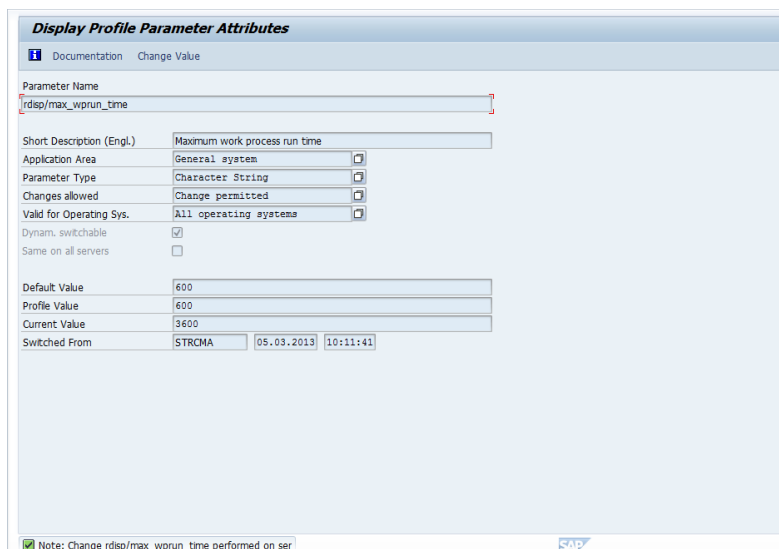 Display Profile Parameter Attributes
Documentation Change Value
Parameter Name
rdisp/max_wprun_time
Short Description (Engl.) Maximum work process run time
Application Area General system
Parameter Type Character String
Changes allowed Change permitted
Valid for Operating Sys. All operating systems
Dynam. switchable
Same on all servers
Default Value 600
Profile Value 600
Current Value 3600
Switched From STRCMA 05.03.2013 10:11:41
Note: Change rdisp/max_wprun_time performed on ser
SAP